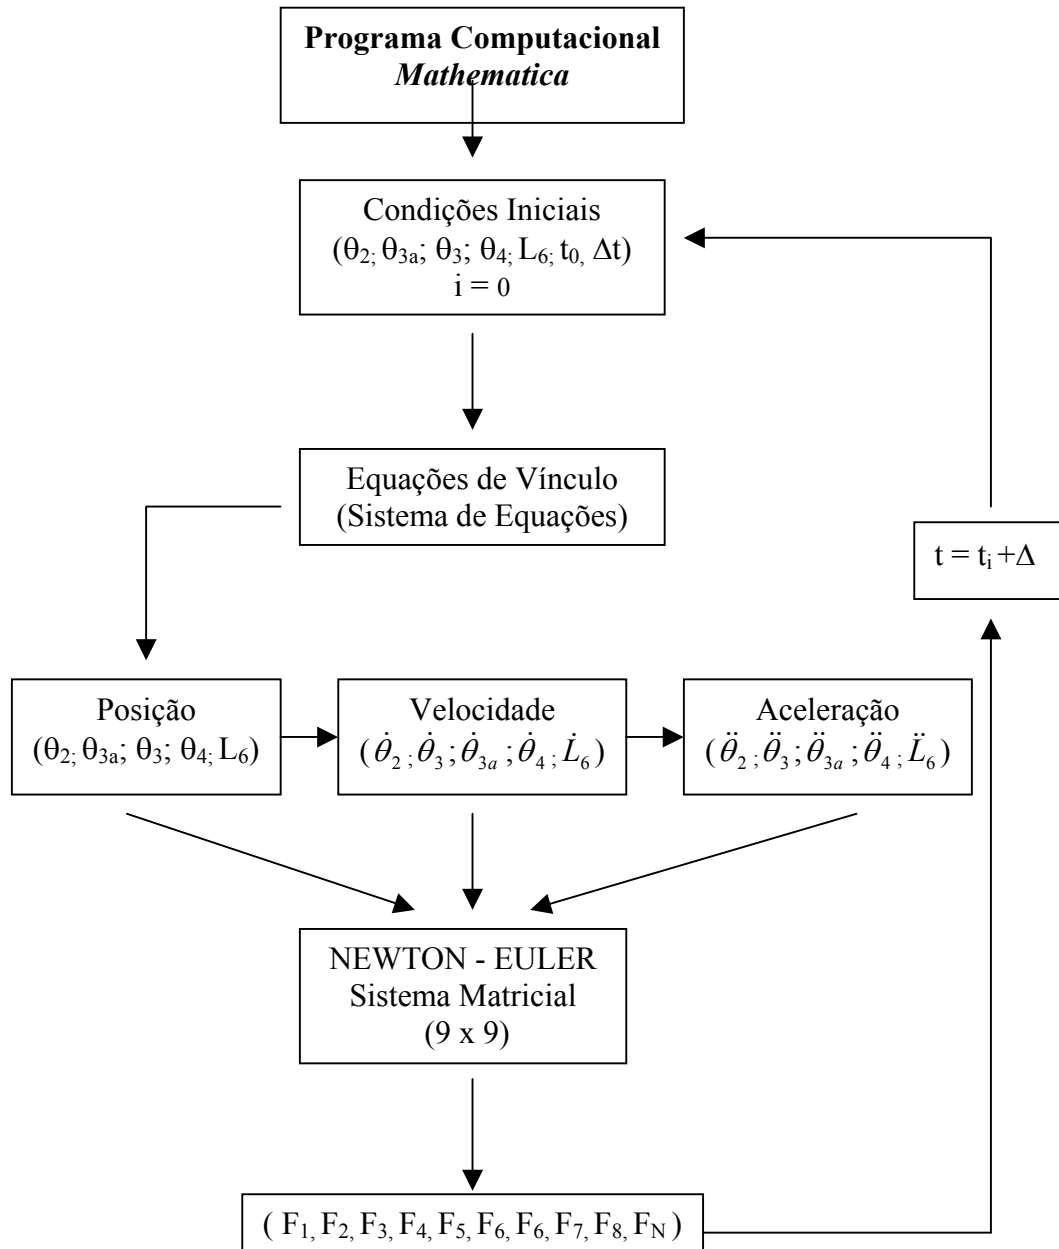 Programa Computacional
Mathematica
Condições Iniciais
(θ₂; θ₃ₐ; θ₃; θ₄; L₆; t₀, Δt)
i = 0
Equações de Vínculo
(Sistema de Equações)
t = tᵢ +Δ
Posição
(θ₂; θ₃ₐ; θ₃; θ₄; L₆)
Velocidade
(θ̇₂ ; θ̇₃ ; θ̇₃ₐ ; θ̇₄ ; L̇₆ )
Aceleração
(θ̈₂ ; θ̈₃ ; θ̈₃ₐ ; θ̈₄ ; L̈₆ )
NEWTON - EULER
Sistema Matricial
(9 x 9)
( F₁, F₂, F₃, F₄, F₅, F₆, F₆, F₇, F₈, F_N )